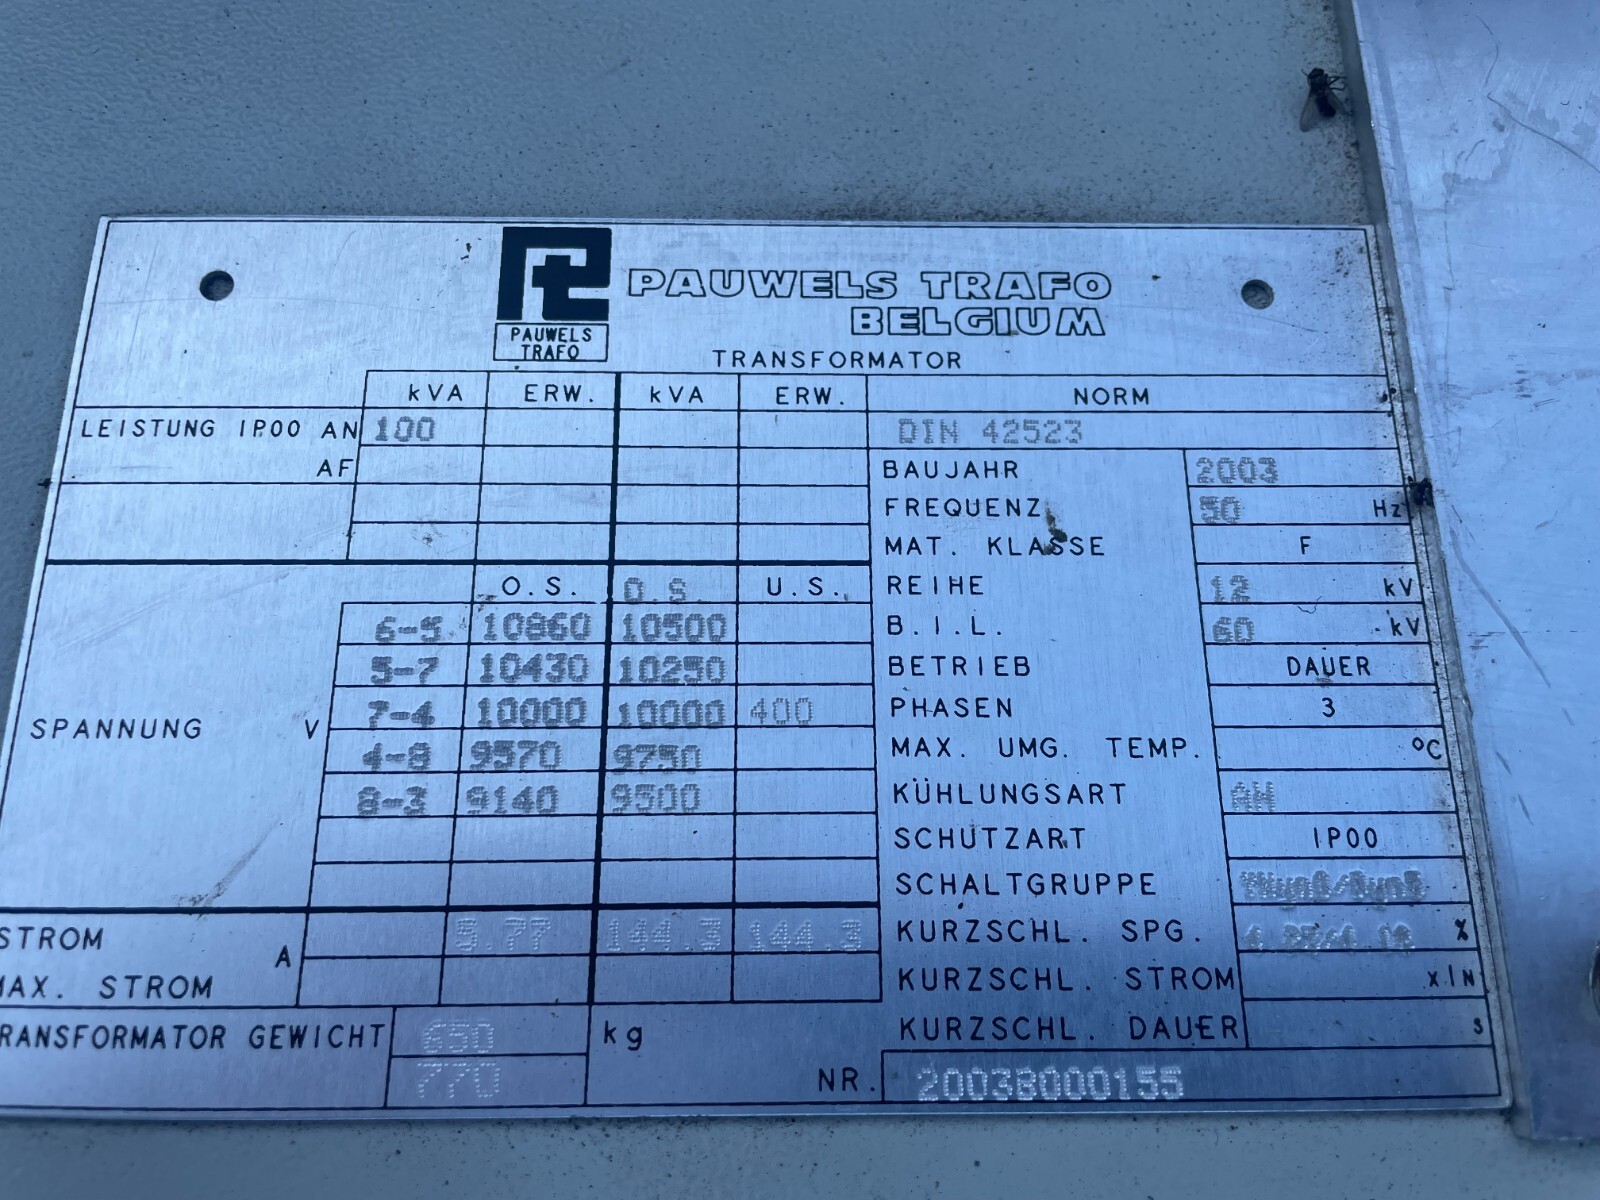 PAUWELS TRAFO
BELGIUM
PAUWELS
TRAFO
TRANSFORMATOR
kVA ERW. kVA ERW. NORM
LEISTUNG IP00 AN 100 DIN 42523
AF BAUJAHR 2003
FREQUENZ 50 Hz
MAT. KLASSE F
O.S. O.S. U.S. REIHE 12 kV
6-5 10860 10500 B.I.L. 60 kV
5-7 10430 10250 BETRIEB DAUER
SPANNUNG V 7-4 10000 10000 400 PHASEN 3
4-8 9570 9750 MAX. UMG. TEMP. °C
8-3 9140 9500 KÜHLUNGSART AN
SCHUTZART IP00
SCHALTGRUPPE
STROM A 5.77 144.3 144.3 KURZSCHL. SPG. %
MAX. STROM KURZSCHL. STROM xIN
KURZSCHL. DAUER s
TRANSFORMATOR GEWICHT 650 kg
770 NR. 20038000155